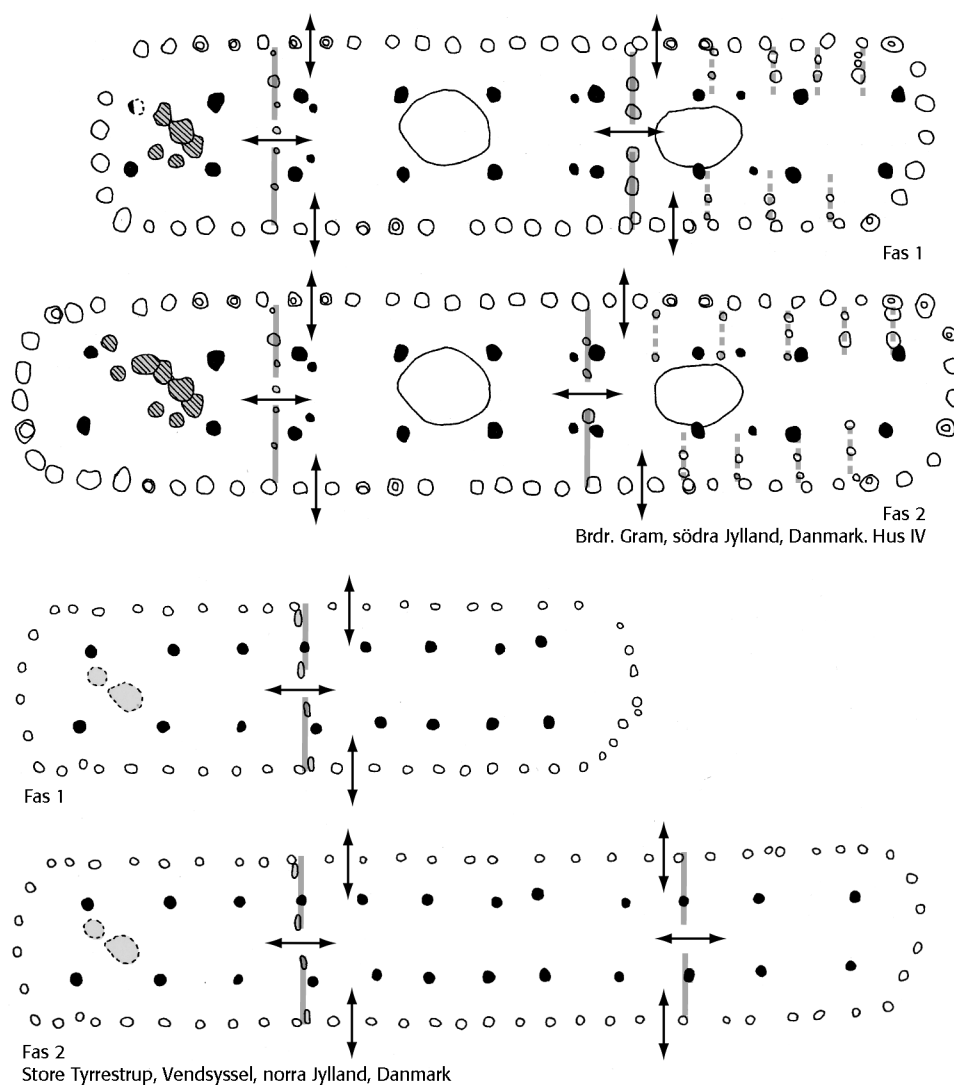 Fas 1
Fas 2
Brdr. Gram, södra Jylland, Danmark. Hus IV
Fas 1
Fas 2
Store Tyrrestrup, Vendsyssel, norra Jylland, Danmark